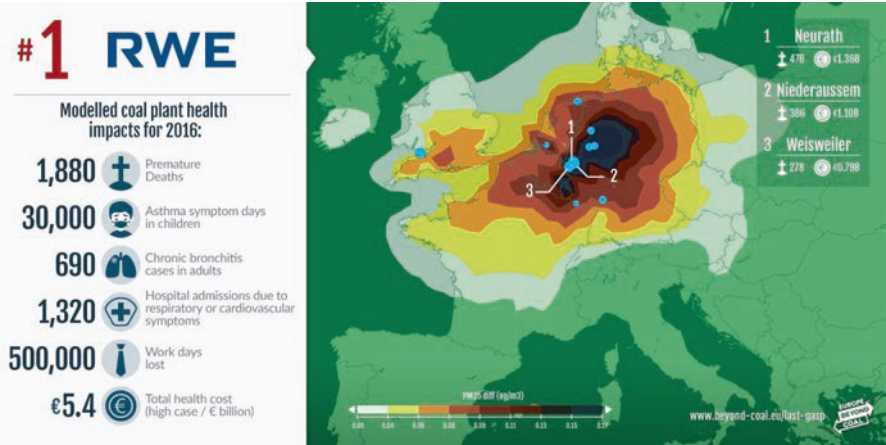 #1 RWE
Modelled coal plant health
impacts for 2016:
1,880
Premature
Deaths
30,000
Asthma symptom days
in children
690
Chronic bronchitis
cases in adults
1,320
Hospital admissions due to
respiratory or cardiovascular
symptoms
500,000
Work days
lost
€5.4
Total health cost
(high case / € billion)
1 Neurath
478 € €1.36B
2 Niederaussem
386 € €1.10B
3 Weisweiler
278 € €0.79B
1
2
3
PM25 diff (ug/m3)
www.beyond-coal.eu/last-gasp
EUROPE
BEYOND
COAL